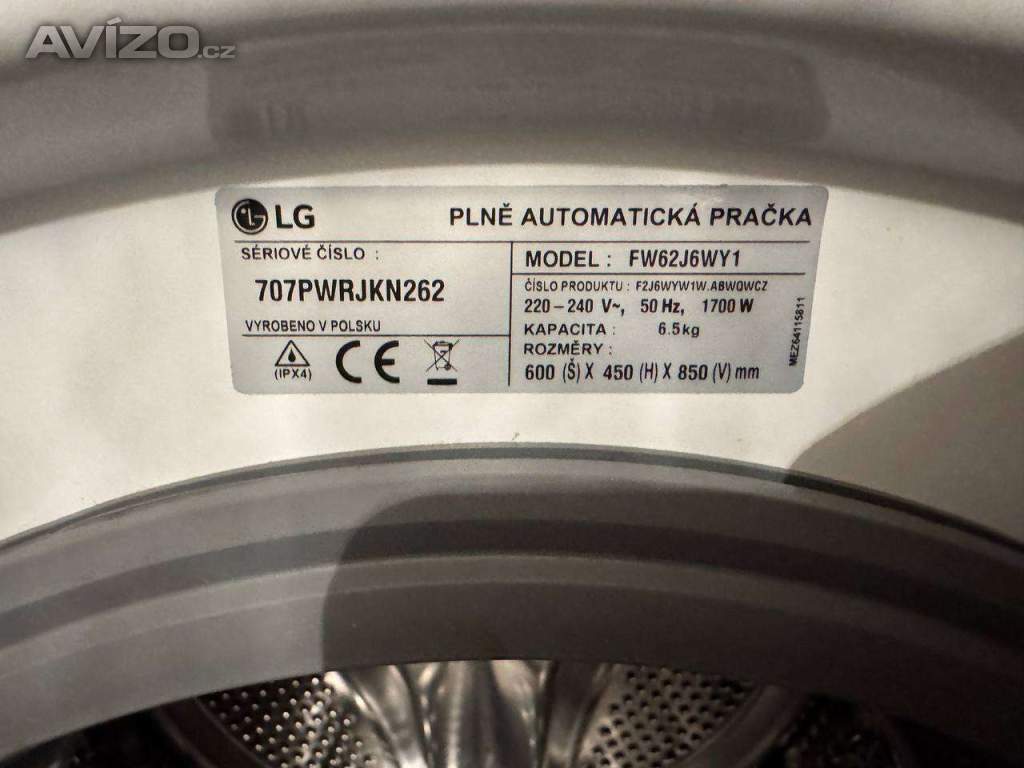 AVÍZO.cz
LG
PLNĚ AUTOMATICKÁ PRAČKA
SÉRIOVÉ ČÍSLO :
707PWRJKN262
VYROBENO V POLSKU
(IPX4)
CE
MODEL : FW62J6WY1
ČÍSLO PRODUKTU : F2J6WYW1W.ABWQWCZ
220–240 V~, 50 Hz, 1700 W
KAPACITA : 6.5kg
ROZMĚRY :
600 (Š) X 450 (H) X 850 (V) mm
MEZ64115811